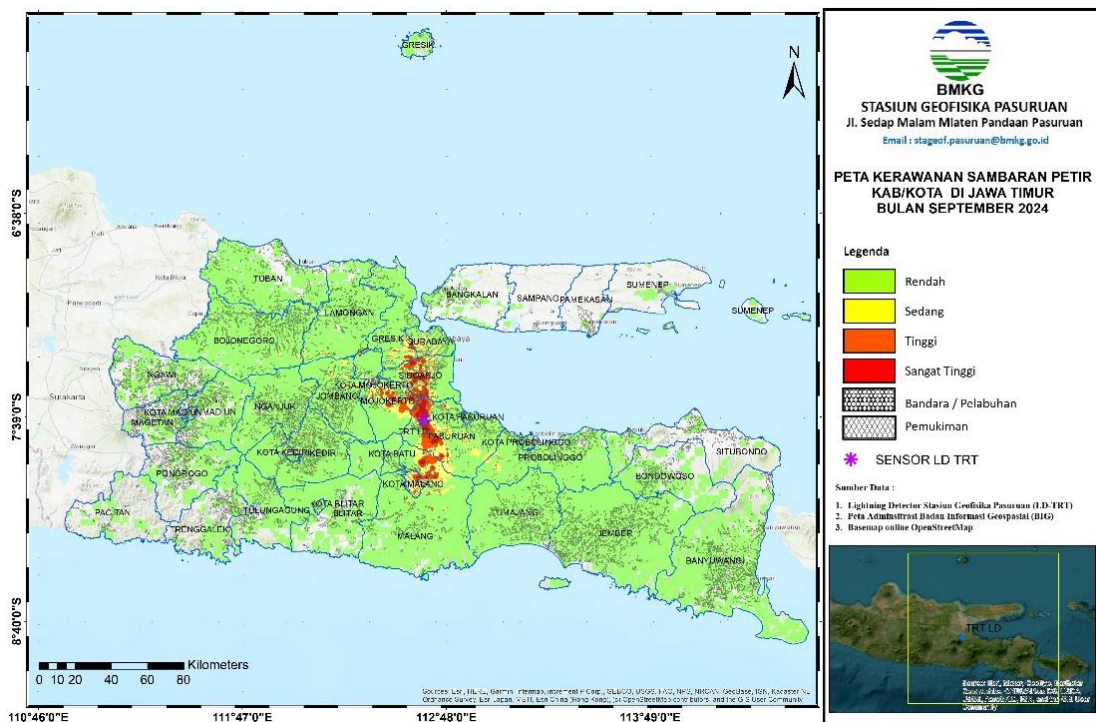 GRESIK
N
6°38'0"S
7°33'0"S
8°40'0"S
TUBAN
LAMONGAN
BOJONEGORO
GRESIK
SURABAYA
BANGKALAN
SAMPANG
PAMEKASAN
SUMENEP
SUMENEP
NGAWI
KOTA MOJOKERTO
SIDOARJO
MOJOKERTO
JOMBANG
NGANJUK
KOTA MADIUN
MADIUN
MAGETAN
KOTA PASURUAN
TRT LD
PASURUAN
KOTA PROBOLINGGO
PROBOLINGGO
SITUBONDO
BONDOWOSO
KOTA KEDIRI
KEDIRI
KOTA BATU
KOTA MALANG
PONOROGO
PACITAN
TRENGGALEK
TULUNGAGUNG
KOTA BLITAR
BLITAR
MALANG
LUMAJANG
JEMBER
BANYUWANGI
Surakarta
Kilometers
0 10 20 40 60 80
110°46'0"E
111°47'0"E
112°48'0"E
113°49'0"E
BMKG
STASIUN GEOFISIKA PASURUAN
Jl. Sedap Malam Mlaten Pandaan Pasuruan
Email : stageof.pasuruan@bmkg.go.id
PETA KERAWANAN SAMBARAN PETIR
KAB/KOTA DI JAWA TIMUR
BULAN SEPTEMBER 2024
Legenda
Rendah
Sedang
Tinggi
Sangat Tinggi
Bandara / Pelabuhan
Pemukiman
SENSOR LD TRT
Sumber Data :
1. Lightning Detector Stasiun Geofisika Pasuruan (LD-TRT)
2. Peta Adminsitrasi Badan Informasi Geospasial (BIG)
3. Basemap online OpenStreetMap
TRT LD